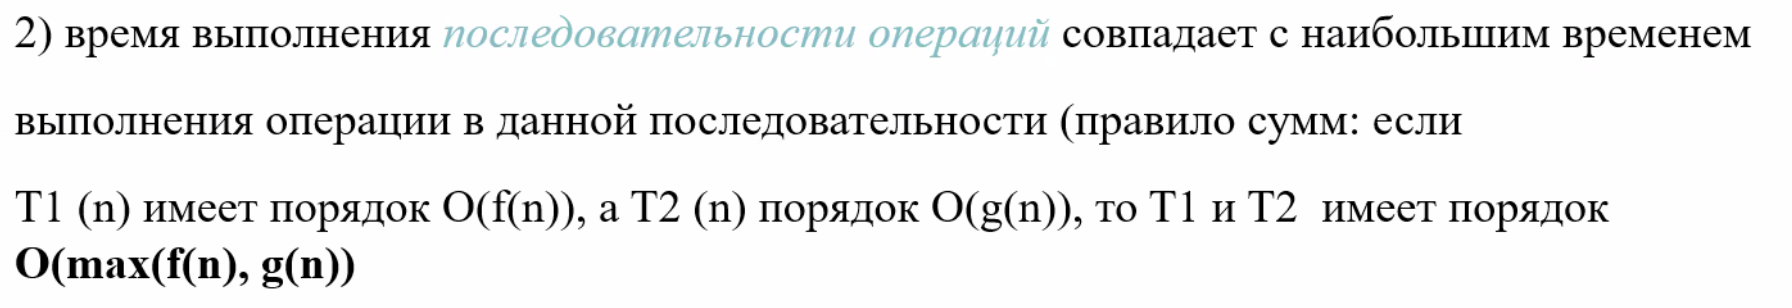 2) время выполнения последовательности операций совпадает с наибольшим временем
выполнения операции в данной последовательности (правило сумм: если
T1 (n) имеет порядок O(f(n)), а T2 (n) порядок O(g(n)), то T1 и T2  имеет порядок
O(max(f(n), g(n))